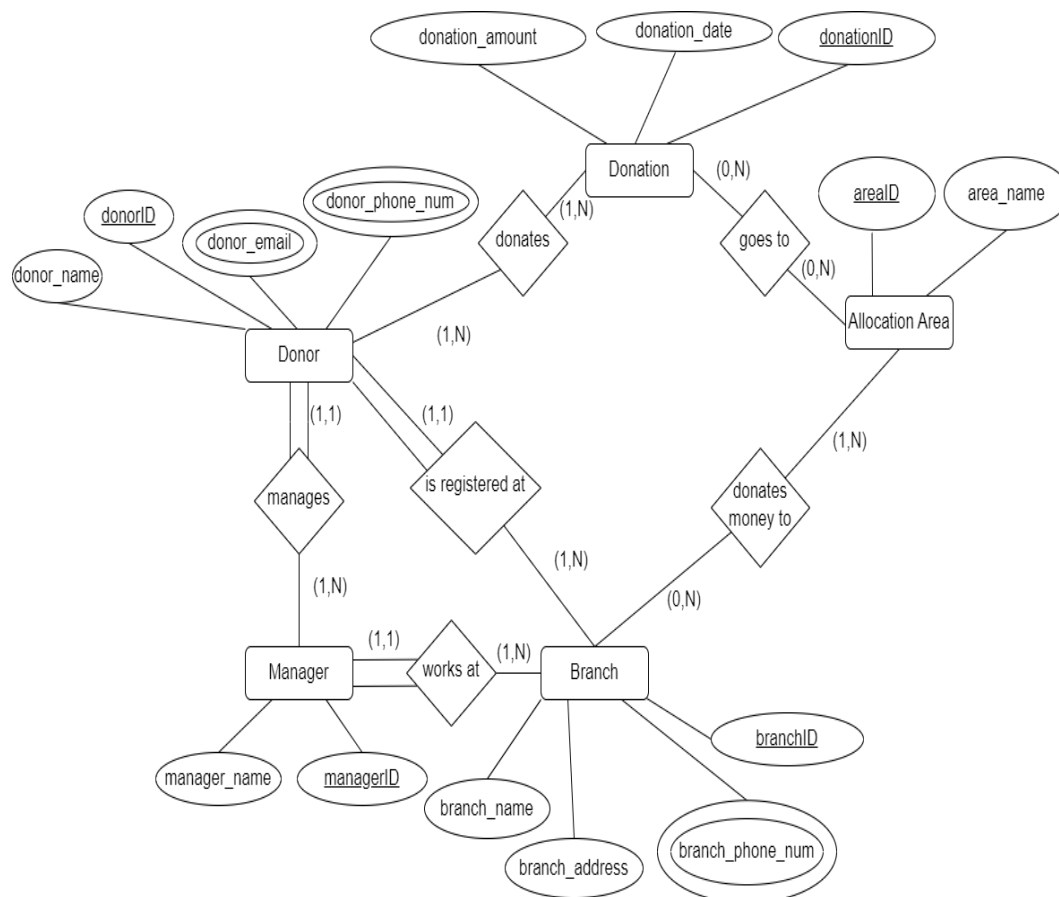 donation_amount
donation_date
donationID
Donation
(0,N)
(1,N)
donates
goes to
(0,N)
areaID
area_name
Allocation Area
donorID
donor_email
donor_phone_num
donor_name
Donor
(1,N)
(1,1)
(1,1)
manages
is registered at
(1,N)
donates
money to
(1,N)
(1,N)
(0,N)
Manager
(1,1)
works at
(1,N)
Branch
manager_name
managerID
branch_name
branch_address
branch_phone_num
branchID